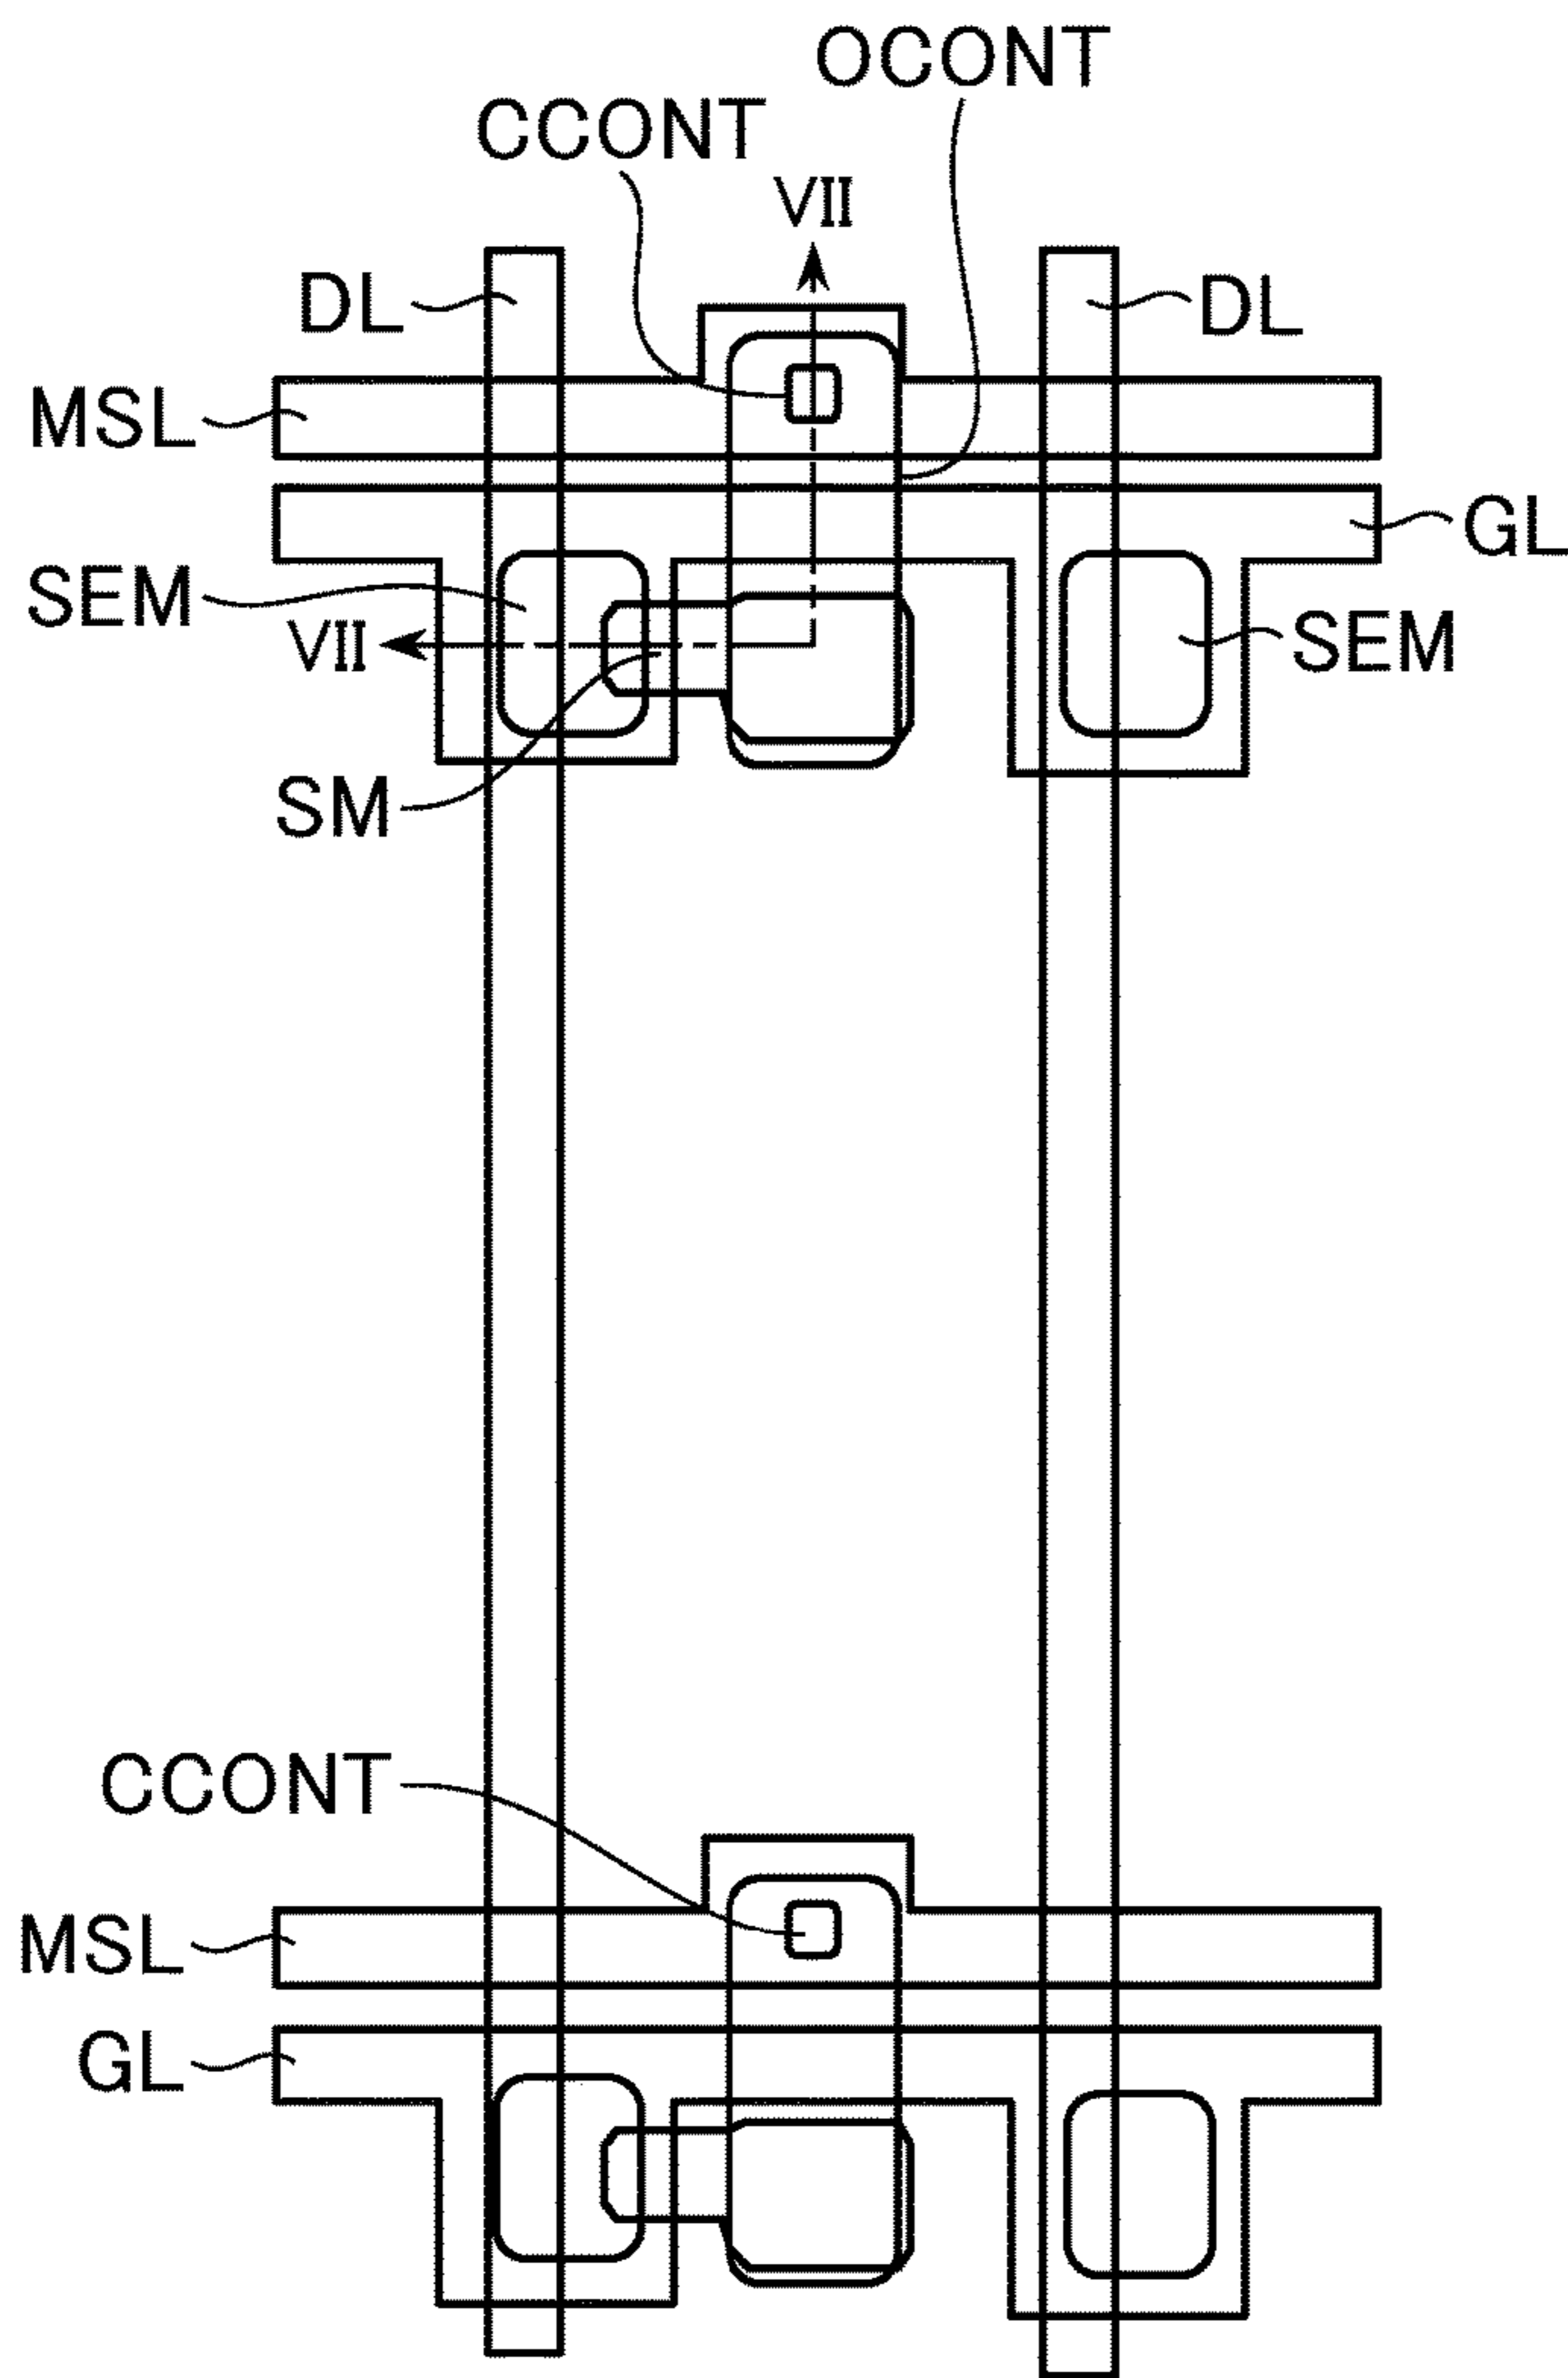 OCONT
CCONT
VII
DL
DL
MSL
GL
SEM
VII
SEM
SM
CCONT
MSL
GL